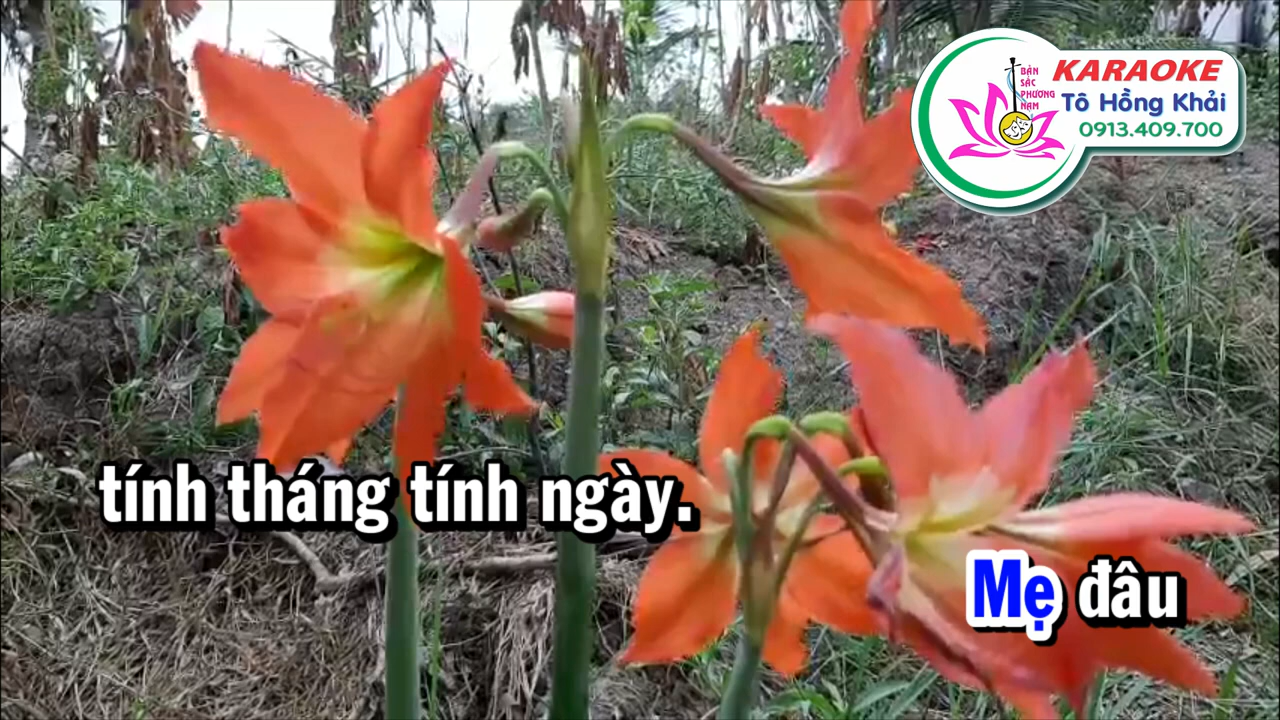 BẢN
SẮC
PHƯƠNG
NAM
KARAOKE
Tô Hồng Khải
0913.409.700
tính tháng tính ngày.
Mẹ đâu